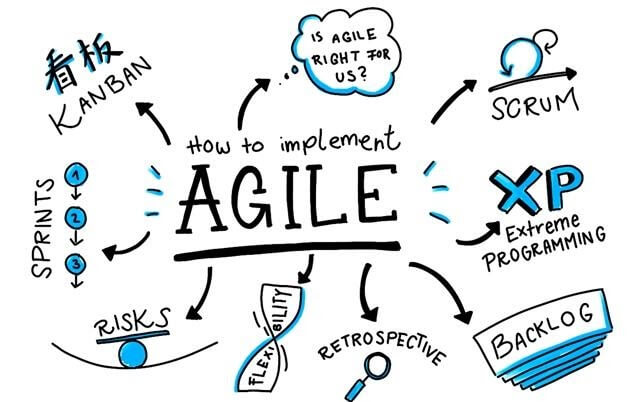 看板
KANBAN
IS AGILE
RIGHT FOR
US?
SCRUM
How to implement
AGILE
SPRINTS
1
2
3
XP
Extreme
PROGRAMMING
RISKS
FLEXIBILITY
RETROSPECTIVE
BACKLOG